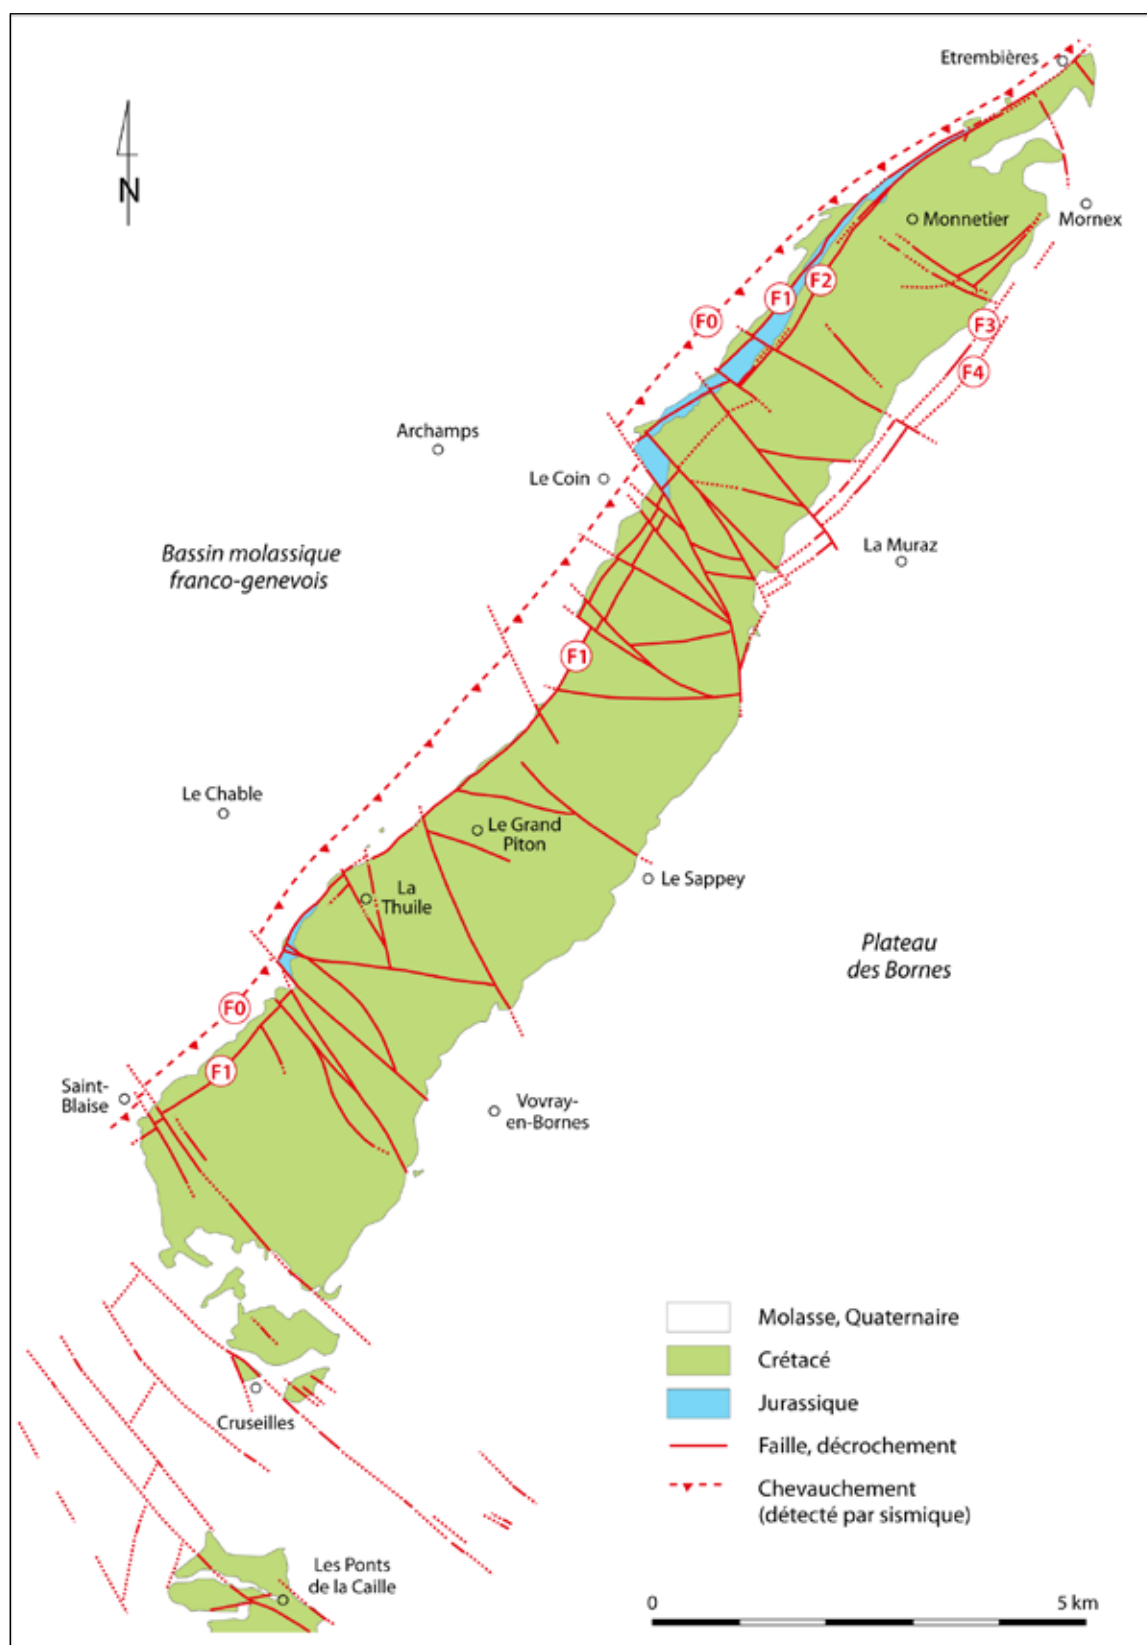 Etrembières
N
Monnetier
Mornex
F2
F1
F0
F3
F4
Archamps
Le Coin
Bassin molassique
franco-genevois
La Muraz
F1
Le Chable
Le Grand
Piton
Le Sappey
La
Thuile
Plateau
des Bornes
F0
F1
Saint-
Blaise
Vovray-
en-Bornes
Molasse, Quaternaire
Crétacé
Jurassique
Cruseilles
Faille, décrochement
Chevauchement
(détecté par sismique)
Les Ponts
de la Caille
0 5 km